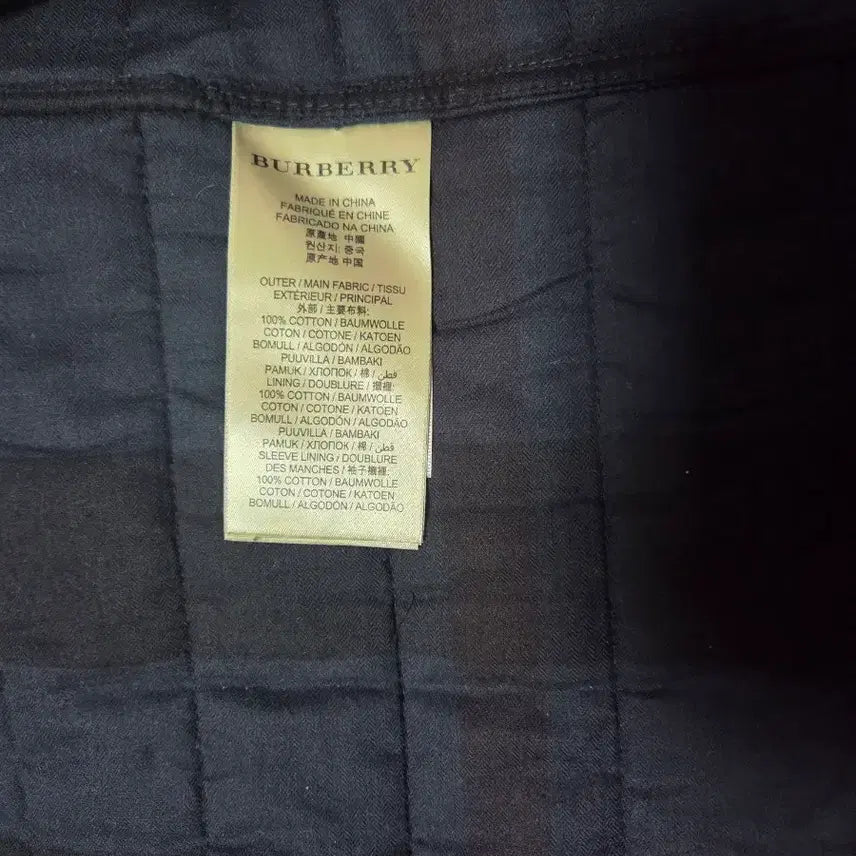 BURBERRY
MADE IN CHINA
FABRIQUÉ EN CHINE
FABRICADO NA CHINA
原產地 中國
원산지: 중국
原产地 中国
OUTER / MAIN FABRIC / TISSU
EXTÉRIEUR / PRINCIPAL
外部 / 主要布料:
100% COTTON / BAUMWOLLE
COTON / COTONE / KATOEN
BOMULL / ALGODÓN / ALGODÃO
PUUVILLA / BAMBAKI
PAMUK / ХЛОПОК / 棉 / قطن
LINING / DOUBLURE / 襯裡:
100% COTTON / BAUMWOLLE
COTON / COTONE / KATOEN
BOMULL / ALGODÓN / ALGODÃO
PUUVILLA / BAMBAKI
PAMUK / ХЛОПОК / 棉 / قطن
SLEEVE LINING / DOUBLURE
DES MANCHES / 袖子襯裡:
100% COTTON / BAUMWOLLE
COTON / COTONE / KATOEN
BOMULL / ALGODÓN / ALGODÃO